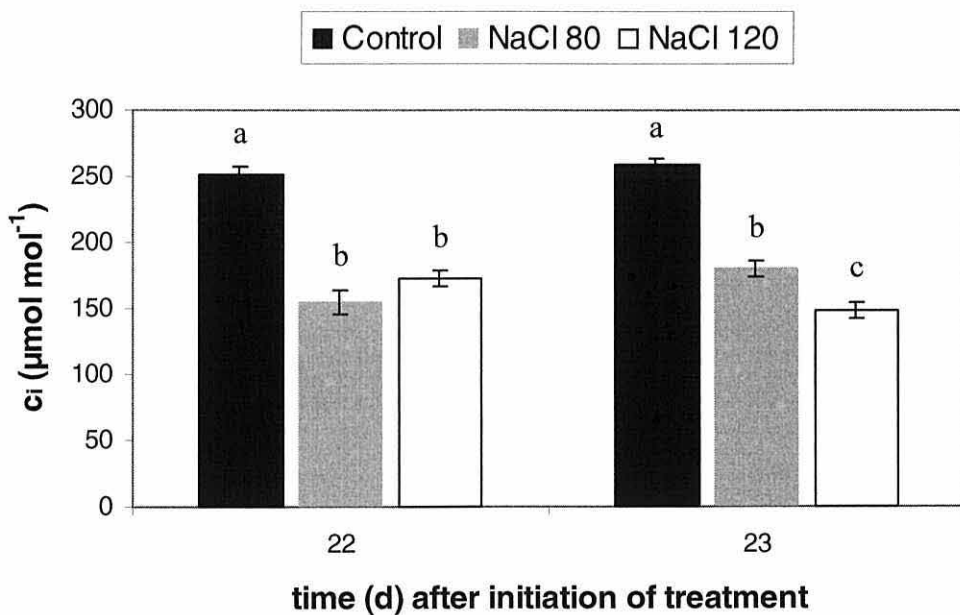 Control NaCl 80 NaCl 120
300
250
200
150
100
50
0
a
b
b
a
b
c
ci (µmol mol⁻¹)
22 23
time (d) after initiation of treatment